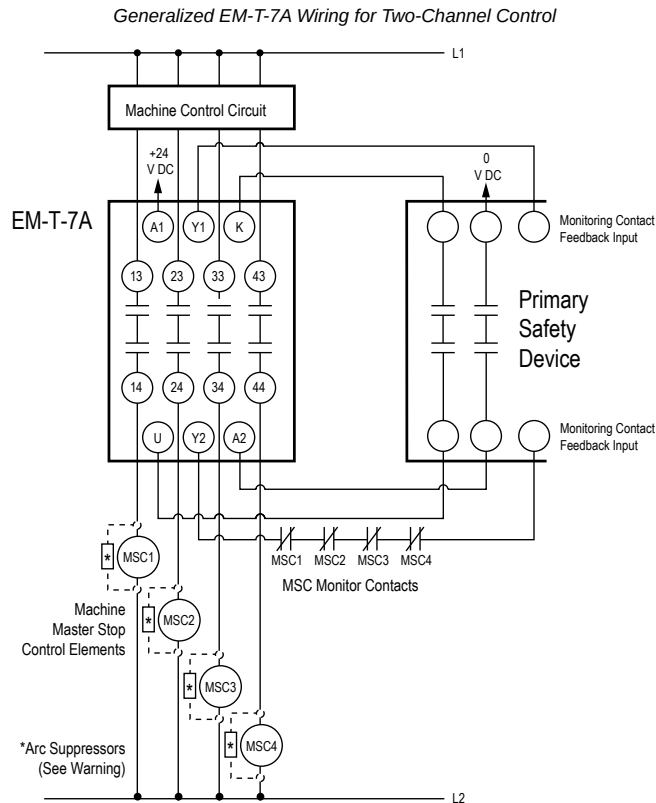 Generalized EM-T-7A Wiring for Two-Channel Control
L1
Machine Control Circuit
+24
V DC
0
V DC
EM-T-7A
A1
Y1
K
Monitoring Contact
Feedback Input
13
23
33
43
Primary
Safety
Device
14
24
34
44
U
Y2
A2
Monitoring Contact
Feedback Input
MSC1
MSC2
MSC3
MSC4
MSC Monitor Contacts
*
MSC1
Machine
Master Stop
Control Elements
*
MSC2
*
MSC3
*
MSC4
*Arc Suppressors
(See Warning)
L2